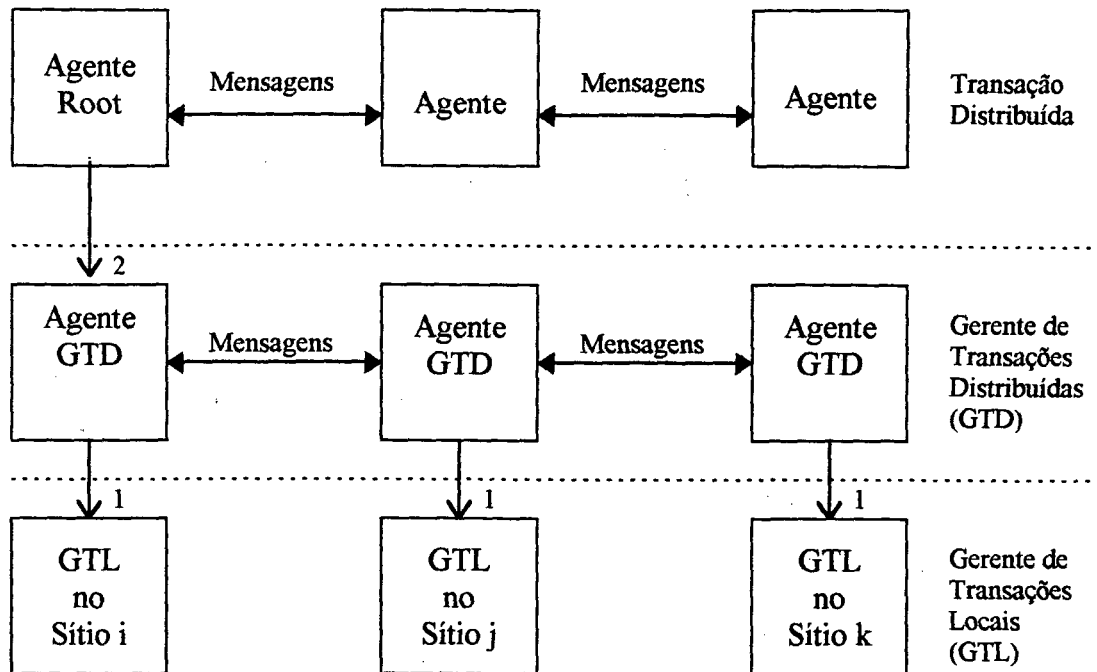 Agente
Root
Mensagens
Agente
Mensagens
Agente
Transação
Distribuída
2
Agente
GTD
Mensagens
Agente
GTD
Mensagens
Agente
GTD
Gerente de
Transações
Distribuídas
(GTD)
1
1
1
GTL
no
Sítio i
GTL
no
Sítio j
GTL
no
Sítio k
Gerente de
Transações
Locais
(GTL)